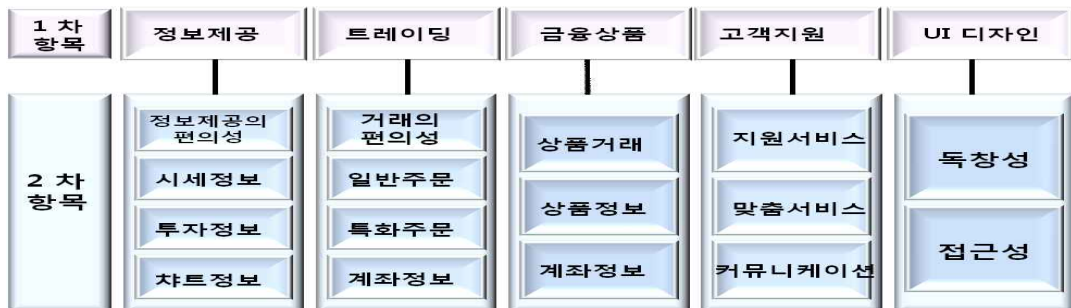 1 차
항목
정보제공
트레이딩
금융상품
고객지원
UI 디자인
2 차
항목
정보제공의
편의성
시세정보
투자정보
챠트정보
거래의
편의성
일반주문
특화주문
계좌정보
상품거래
상품정보
계좌정보
지원서비스
맞춤서비스
커뮤니케이션
독창성
접근성